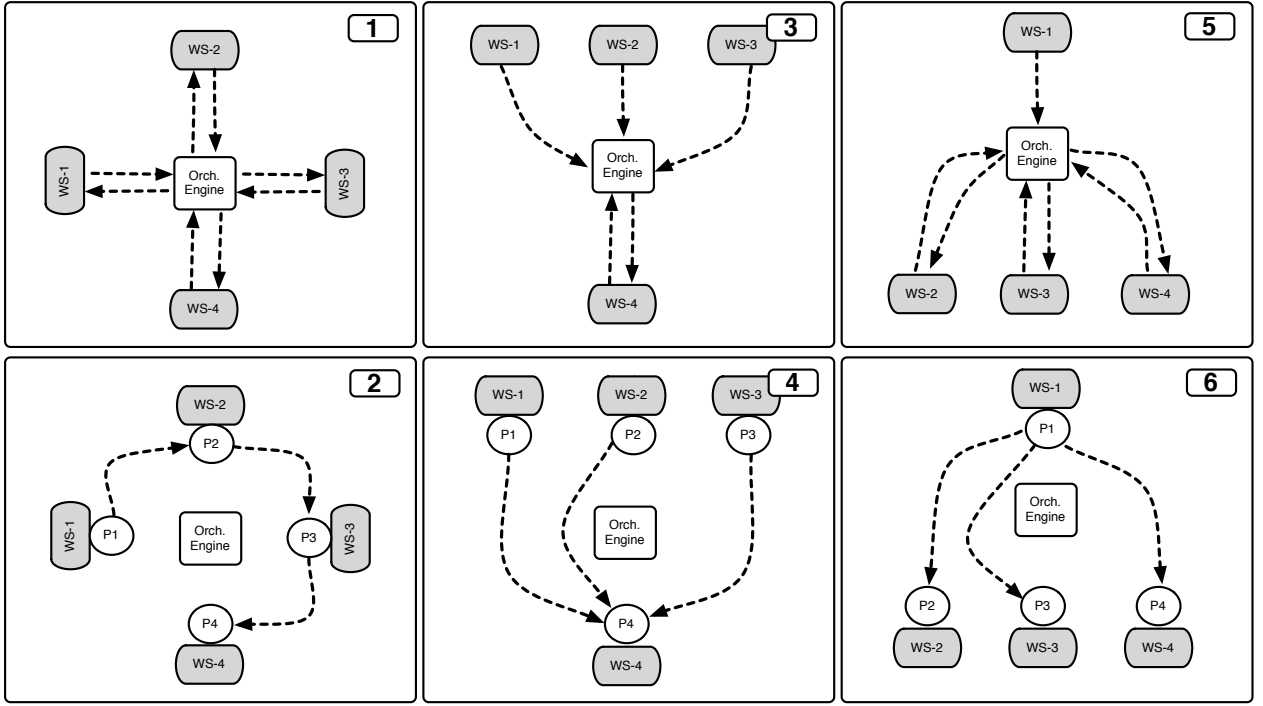 1
WS-2
WS-1
Orch.
Engine
WS-3
WS-4
3
WS-1
WS-2
WS-3
Orch.
Engine
WS-4
5
WS-1
Orch.
Engine
WS-2
WS-3
WS-4
2
WS-2
P2
WS-1
P1
Orch.
Engine
P3
WS-3
P4
WS-4
4
WS-1
WS-2
WS-3
P1
P2
P3
Orch.
Engine
P4
WS-4
6
WS-1
P1
Orch.
Engine
P2
P3
P4
WS-2
WS-3
WS-4